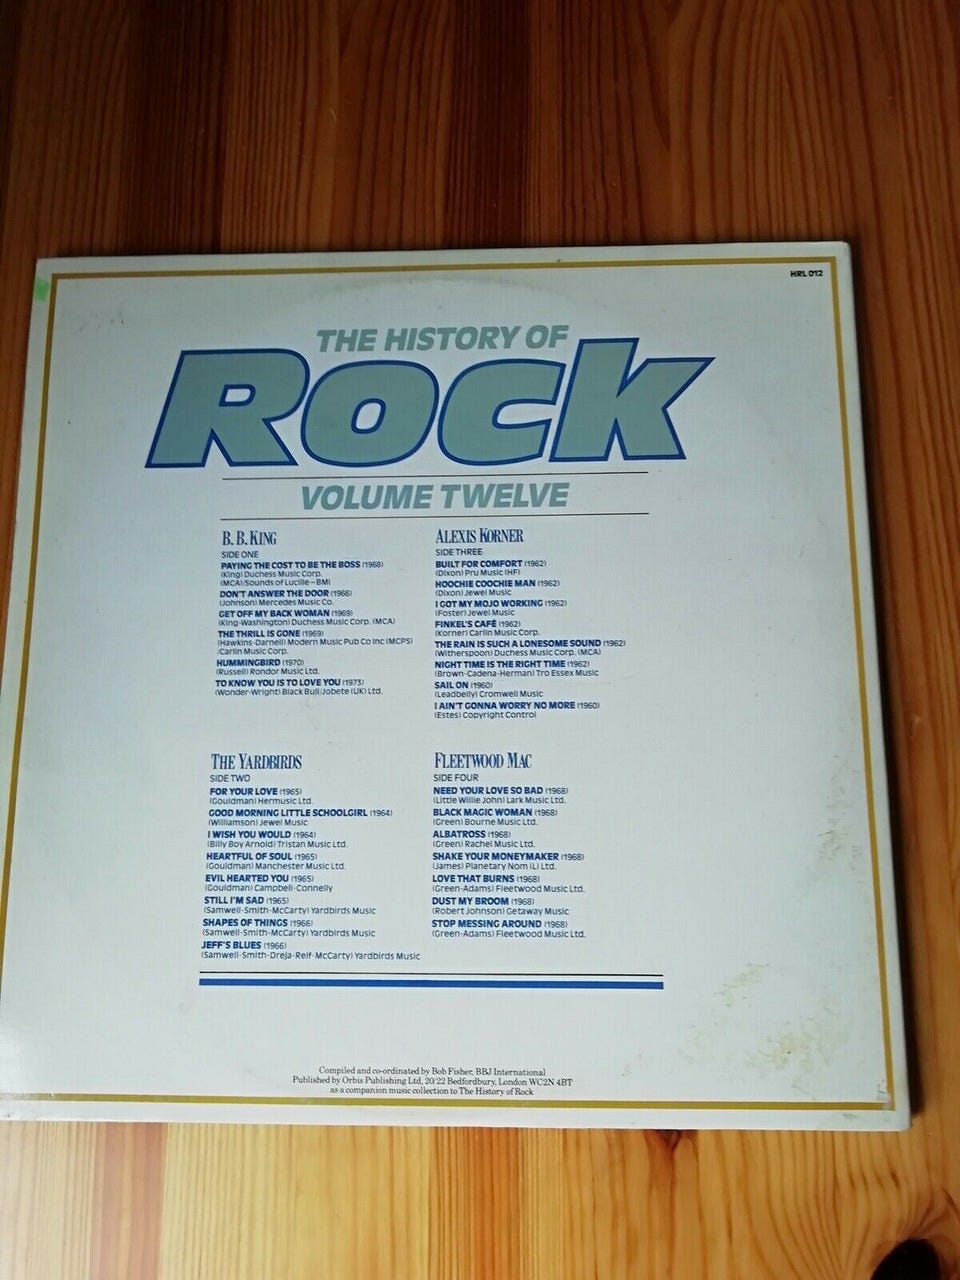 HRL 012
THE HISTORY OF
ROCK
VOLUME TWELVE
B.B. KING
SIDE ONE
PAYING THE COST TO BE THE BOSS (1968)
(King) Duchess Music Corp.
(MCA)/Sounds of Lucille – BMI
DON'T ANSWER THE DOOR (1966)
(Johnson) Mercedes Music Co.
GET OFF MY BACK WOMAN (1969)
(King-Washington) Duchess Music Corp. (MCA)
THE THRILL IS GONE (1969)
(Hawkins-Darnell) Modern Music Pub Co Inc (MCPS)
/Carlin Music Corp.
HUMMINGBIRD (1970)
(Russell) Rondor Music Ltd.
TO KNOW YOU IS TO LOVE YOU (1973)
(Wonder-Wright) Black Bull/Jobete (UK) Ltd.
ALEXIS KORNER
SIDE THREE
BUILT FOR COMFORT (1962)
(Dixon) Pru Music (HF)
HOOCHIE COOCHIE MAN (1962)
(Dixon) Jewel Music
I GOT MY MOJO WORKING (1962)
(Foster) Jewel Music
FINKEL'S CAFÉ (1962)
(Korner) Carlin Music Corp.
THE RAIN IS SUCH A LONESOME SOUND (1962)
(Witherspoon) Duchess Music Corp. (MCA)
NIGHT TIME IS THE RIGHT TIME (1962)
(Brown-Cadena-Herman) Tro Essex Music
SAIL ON (1960)
(Leadbelly) Cromwell Music
I AIN'T GONNA WORRY NO MORE (1960)
(Estes) Copyright Control
THE YARDBIRDS
SIDE TWO
FOR YOUR LOVE (1965)
(Gouldman) Hermusic Ltd.
GOOD MORNING LITTLE SCHOOLGIRL (1964)
(Williamson) Jewel Music
I WISH YOU WOULD (1964)
(Billy Boy Arnold) Tristan Music Ltd.
HEARTFUL OF SOUL (1965)
(Gouldman) Manchester Music Ltd.
EVIL HEARTED YOU (1965)
(Gouldman) Campbell-Connelly
STILL I'M SAD (1965)
(Samwell-Smith-McCarty) Yardbirds Music
SHAPES OF THINGS (1966)
(Samwell-Smith-McCarty) Yardbirds Music
JEFF'S BLUES (1966)
(Samwell-Smith-Dreja-Relf-McCarty) Yardbirds Music
FLEETWOOD MAC
SIDE FOUR
NEED YOUR LOVE SO BAD (1968)
(Little Willie John) Lark Music Ltd.
BLACK MAGIC WOMAN (1968)
(Green) Bourne Music Ltd.
ALBATROSS (1968)
(Green) Rachel Music Ltd.
SHAKE YOUR MONEYMAKER (1968)
(James) Planetary Nom (L) Ltd.
LOVE THAT BURNS (1968)
(Green-Adams) Fleetwood Music Ltd.
DUST MY BROOM (1968)
(Robert Johnson) Getaway Music
STOP MESSING AROUND (1968)
(Green-Adams) Fleetwood Music Ltd.
Compiled and co-ordinated by Bob Fisher, BBJ International
Published by Orbis Publishing Ltd, 20/22 Bedfordbury, London WC2N 4BT
as a companion music collection to The History of Rock